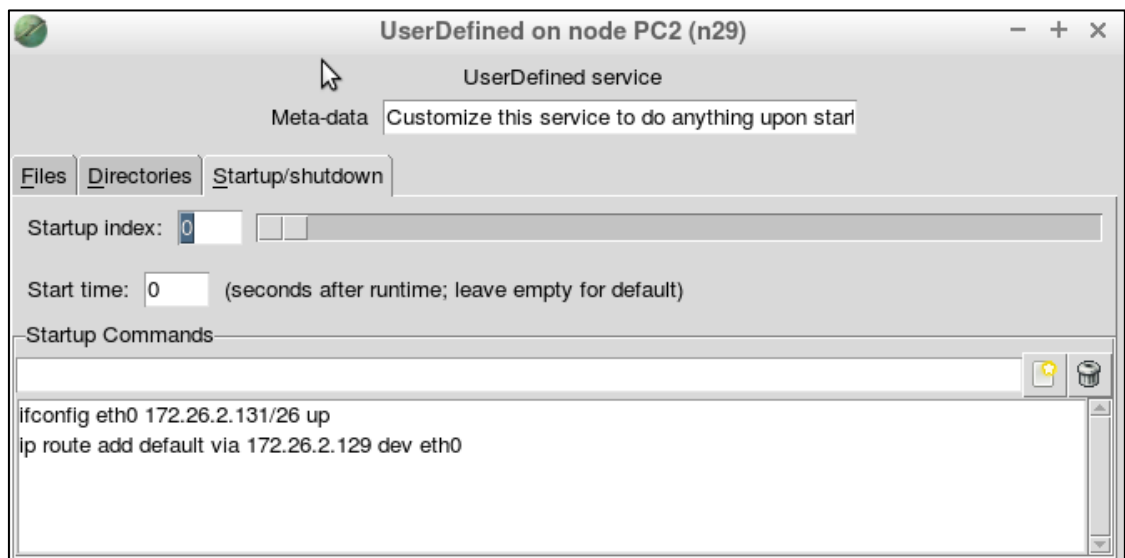 UserDefined on node PC2 (n29)
UserDefined service
Meta-data Customize this service to do anything upon start
Files Directories Startup/shutdown
Startup index: 0
Start time: 0 (seconds after runtime; leave empty for default)
Startup Commands
ifconfig eth0 172.26.2.131/26 up
ip route add default via 172.26.2.129 dev eth0